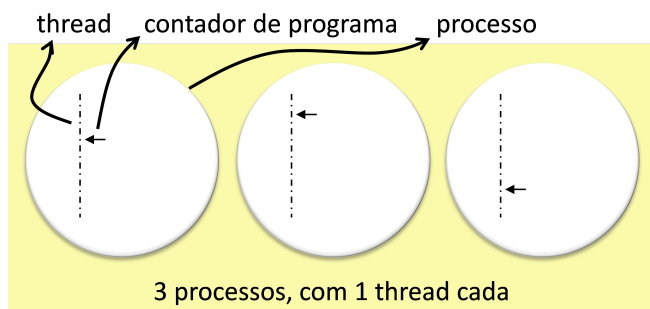 thread contador de programa processo
3 processos, com 1 thread cada